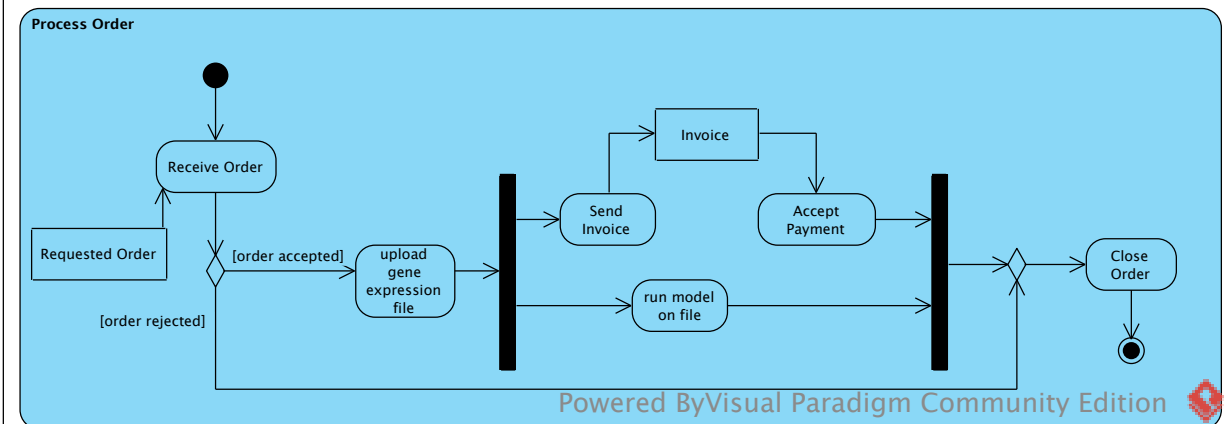 Process Order
Receive Order
Requested Order
[order accepted]
[order rejected]
upload
gene
expression
file
Send
Invoice
Invoice
Accept
Payment
run model
on file
Close
Order
Powered ByVisual Paradigm Community Edition